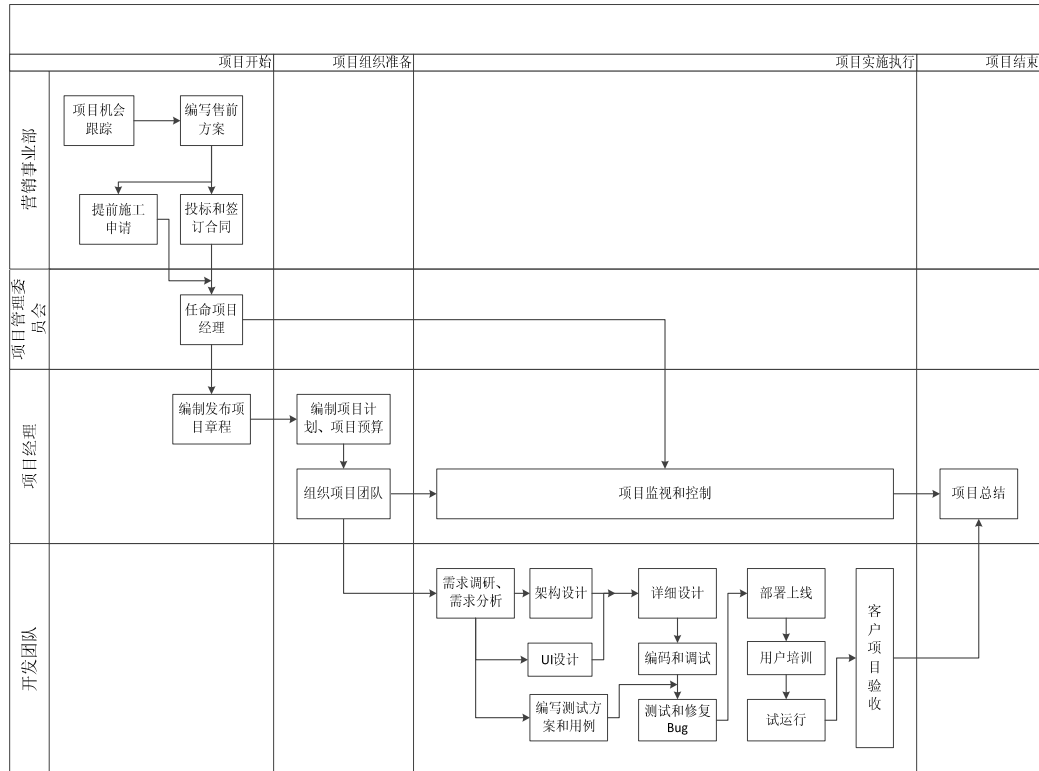 项目开始
项目组织准备
项目实施执行
项目结束
营销事业部
项目机会
跟踪
编写售前
方案
提前施工
申请
投标和签
订合同
项目管理委
员会
任命项目
经理
项目经理
编制发布项
目章程
编制项目计
划、项目预算
组织项目团队
项目监视和控制
项目总结
开发团队
需求调研、
需求分析
架构设计
UI设计
编写测试方
案和用例
详细设计
编码和调试
测试和修复
Bug
部署上线
用户培训
试运行
客户项目验收